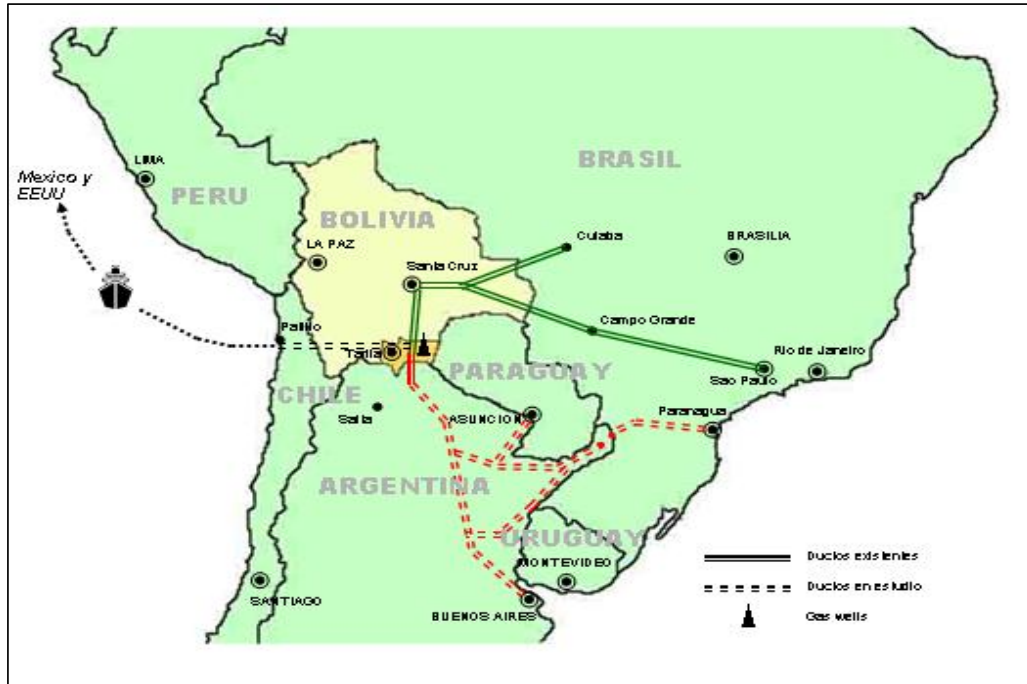 BRASIL
LIMA
Mexico y
EEUU
PERU
BOLIVIA
Cuiaba
BRASILIA
LA PAZ
Santa Cruz
Campo Grande
Patillo
Tarija
Rio de Janeiro
PARAGUAY
Sao Paulo
CHILE
Salta
ASUNCION
Paranagua
ARGENTINA
URUGUAY
MONTEVIDEO
Ductos existentes
SANTIAGO
Ductos en estudio
BUENOS AIRES
Gas wells